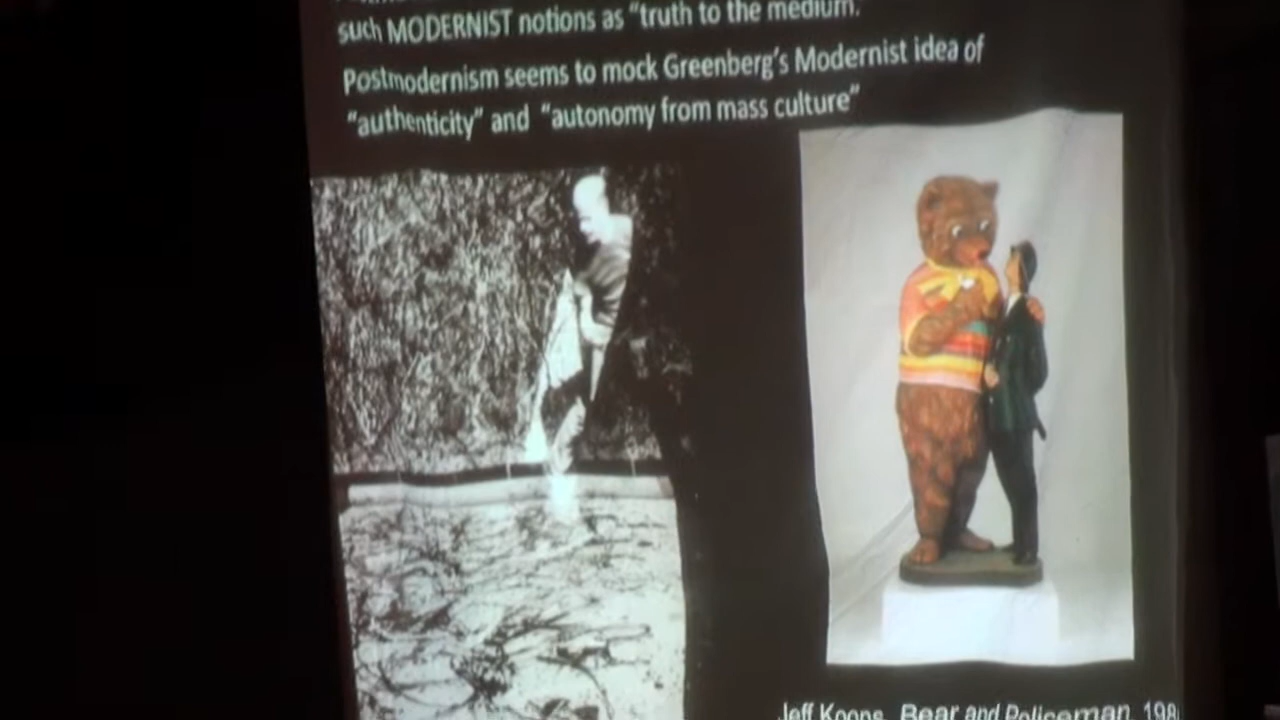 such MODERNIST notions as “truth to the medium.”
Postmodernism seems to mock Greenberg’s Modernist idea of
“authenticity” and “autonomy from mass culture”
Jeff Koons, Bear and Policeman, 198